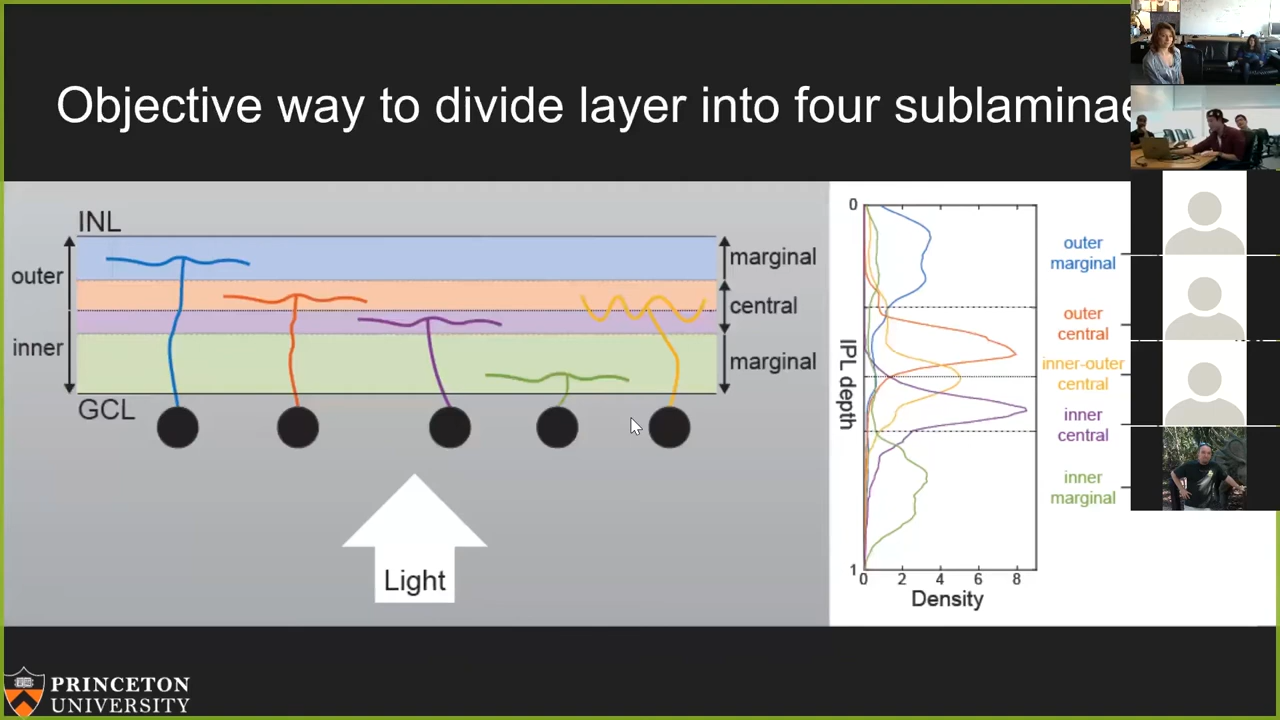 Objective way to divide layer into four sublaminae
INL
outer
inner
GCL
marginal
central
marginal
Light
0
IPL depth
1
0 2 4 6 8
Density
outer
marginal
outer
central
inner-outer
central
inner
central
inner
marginal
PRINCETON
UNIVERSITY